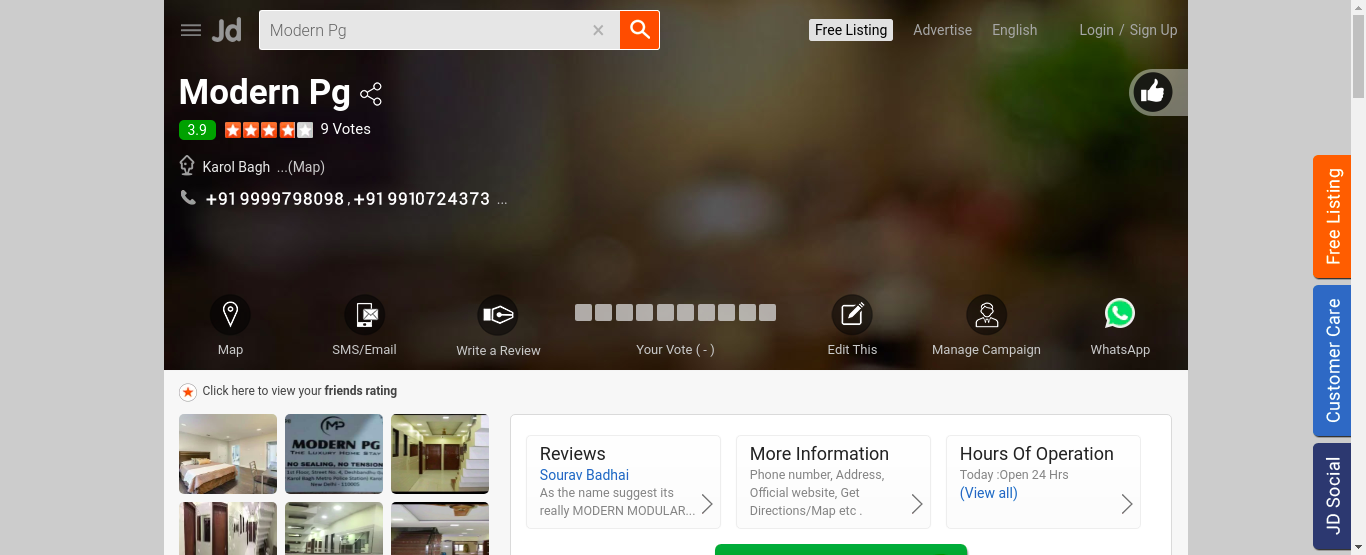 Jd
Modern Pg
Free Listing
Advertise
English
Login / Sign Up
Modern Pg
3.9
9 Votes
Karol Bagh ...(Map)
+91 9999798098 , +91 9910724373 ...
Map
SMS/Email
Write a Review
Your Vote ( - )
Edit This
Manage Campaign
WhatsApp
Click here to view your friends rating
MP
MODERN PG
THE LUXURY HOME STAY
NO SEALING, NO TENSION
Reviews
Sourav Badhai
As the name suggest its
really MODERN MODULAR...
More Information
Phone number, Address,
Official website, Get
Directions/Map etc .
Hours Of Operation
Today :Open 24 Hrs
(View all)
Free Listing
Customer Care
JD Social